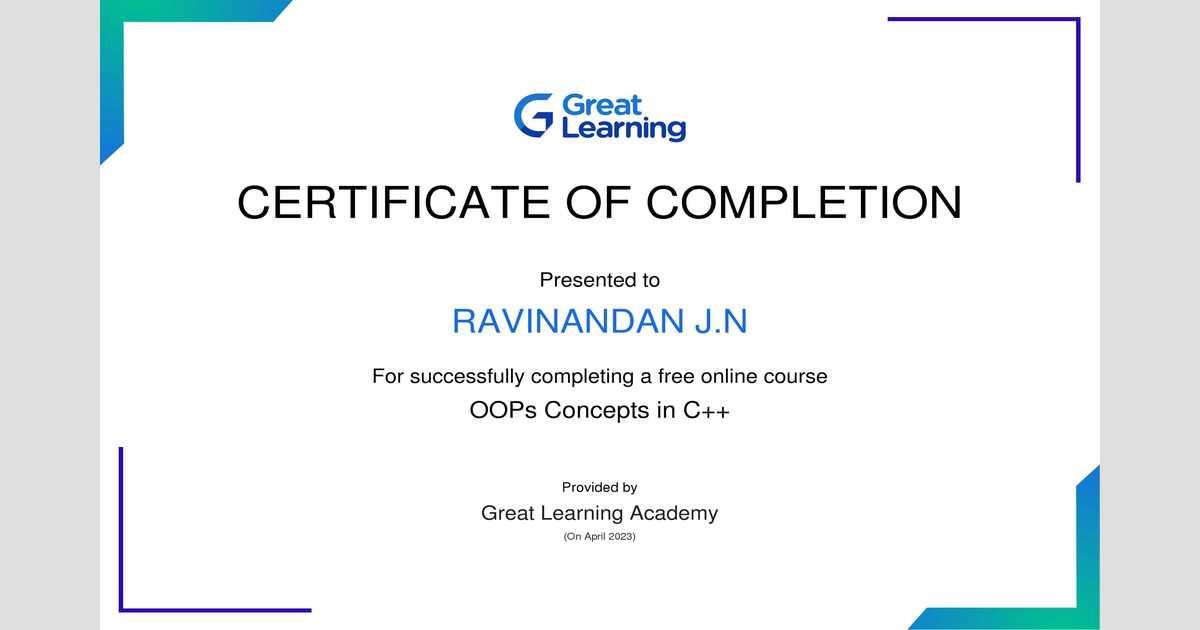 Great
Learning
CERTIFICATE OF COMPLETION
Presented to
RAVINANDAN J.N
For successfully completing a free online course
OOPs Concepts in C++
Provided by
Great Learning Academy
(On April 2023)